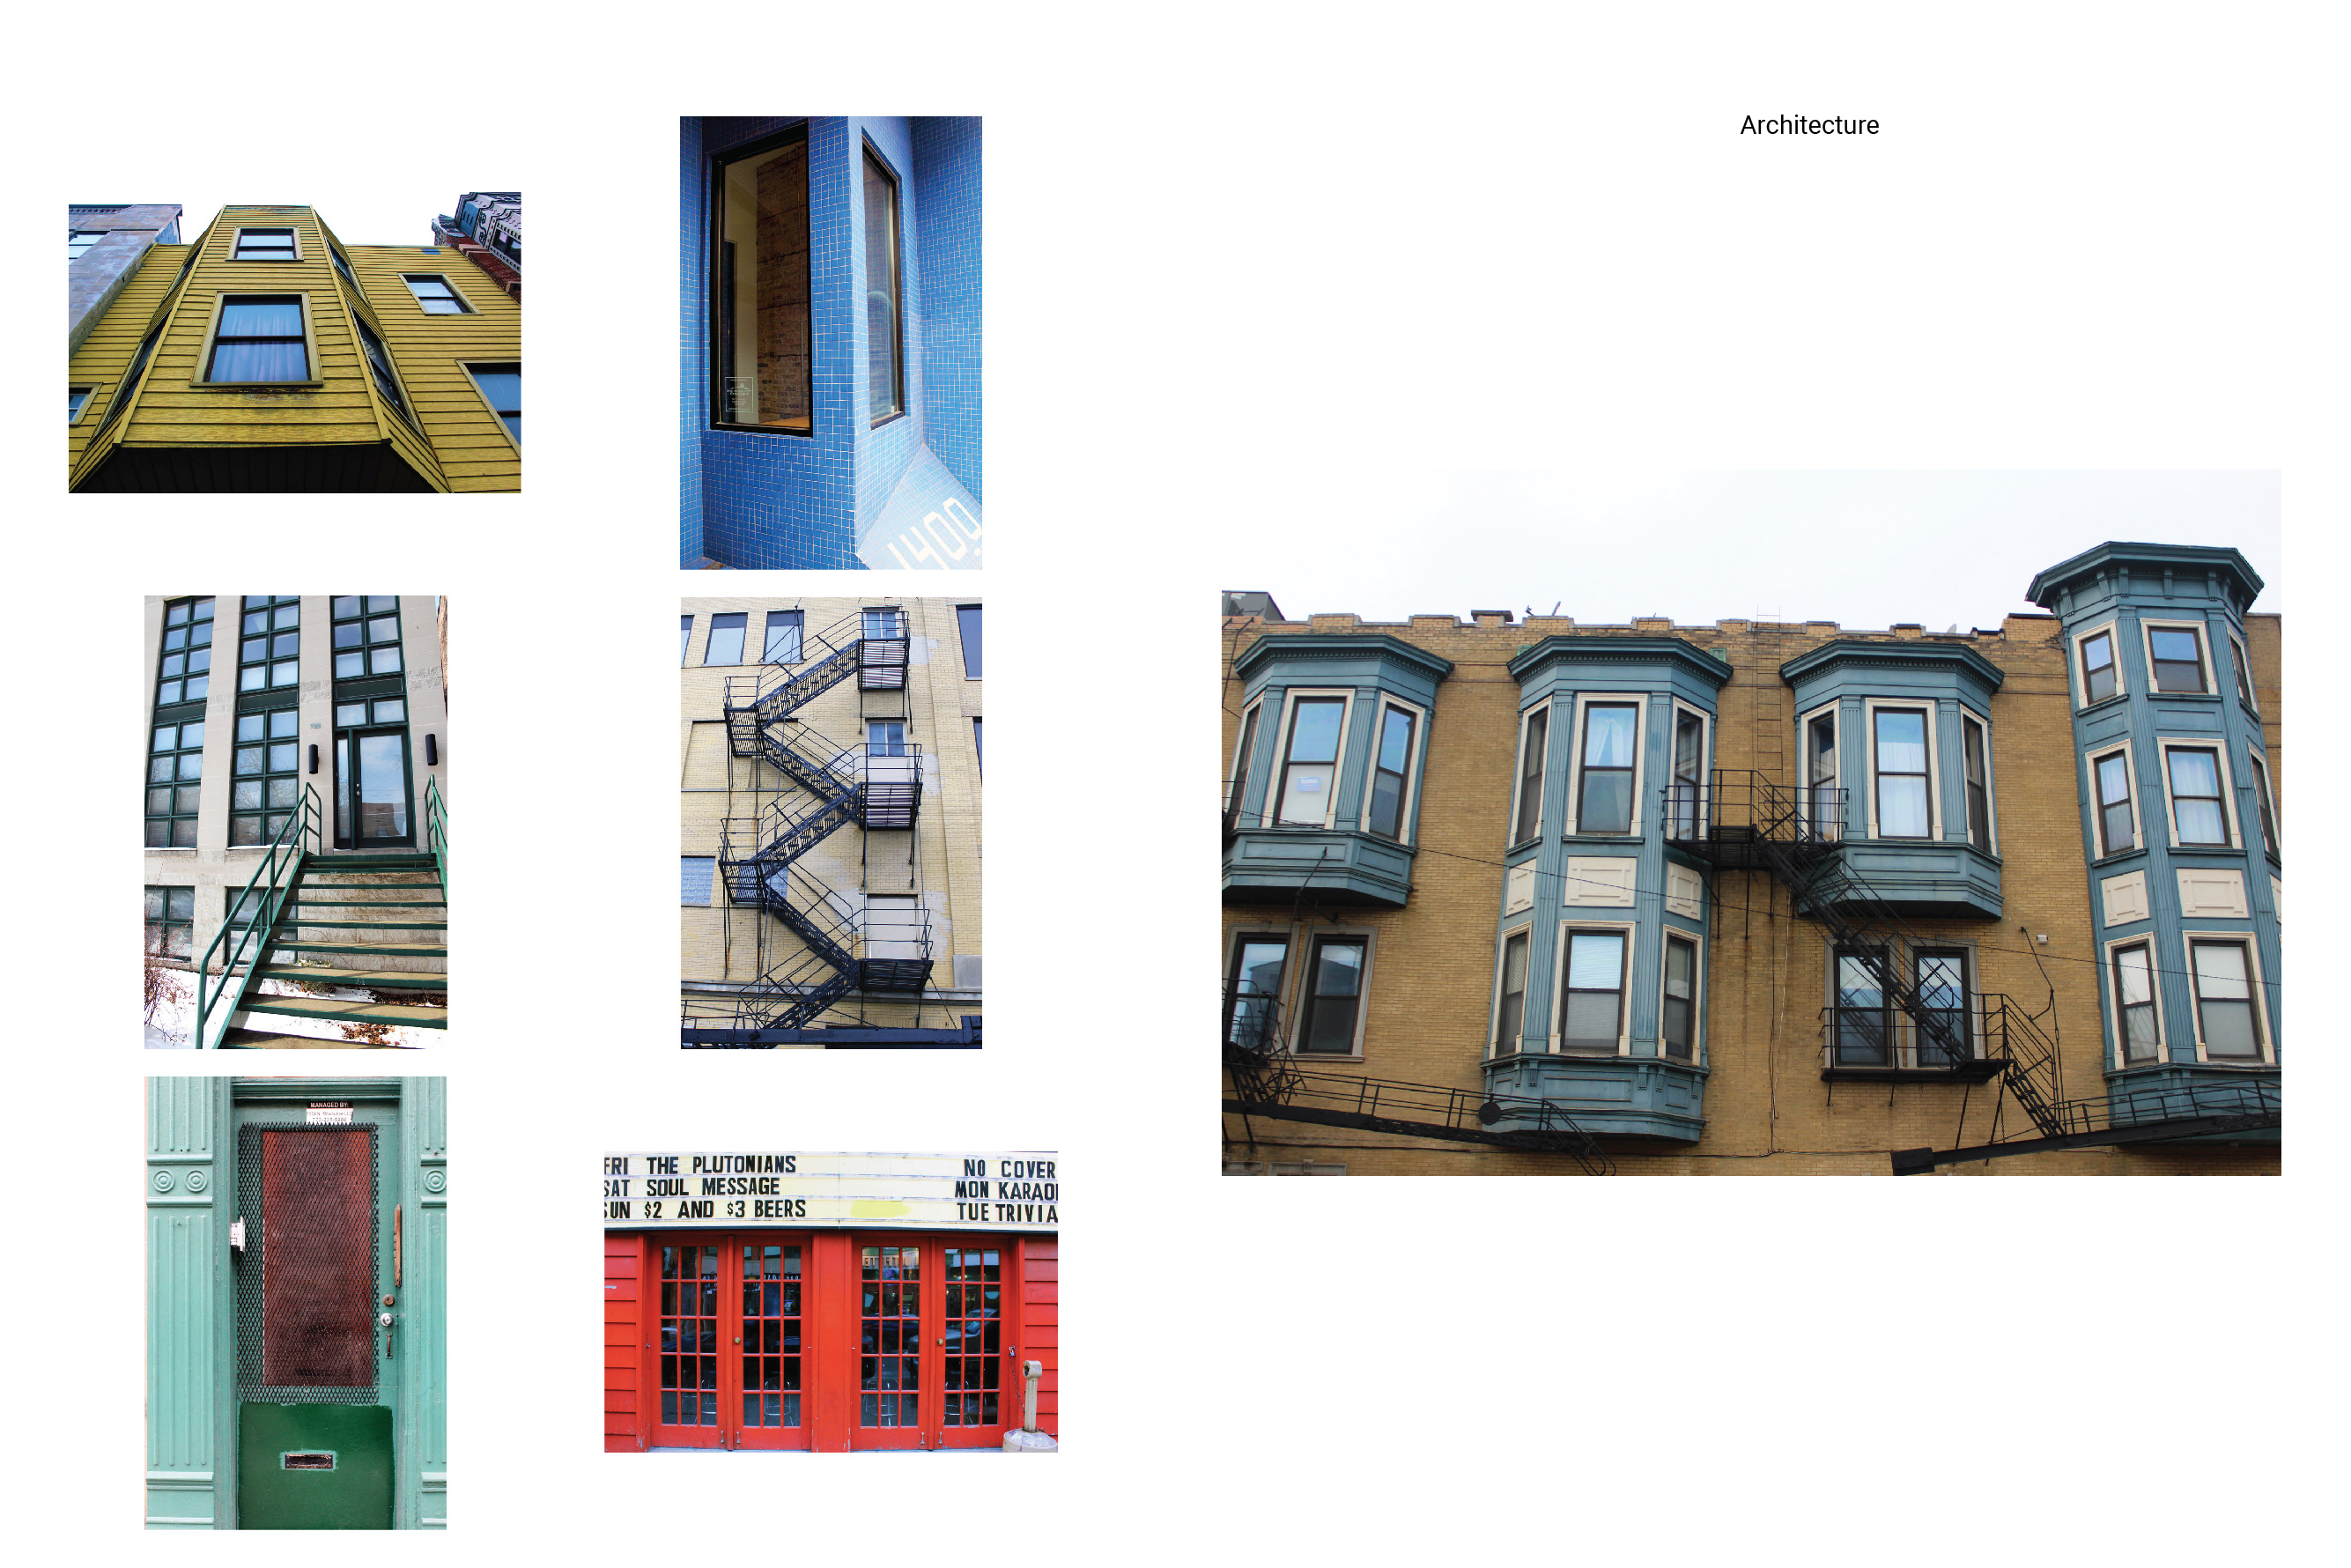 Architecture
1400
MANAGED BY:
FRI THE PLUTONIANS
SAT SOUL MESSAGE
SUN $2 AND $3 BEERS
NO COVER
MON KARAO
TUE TRIVIA